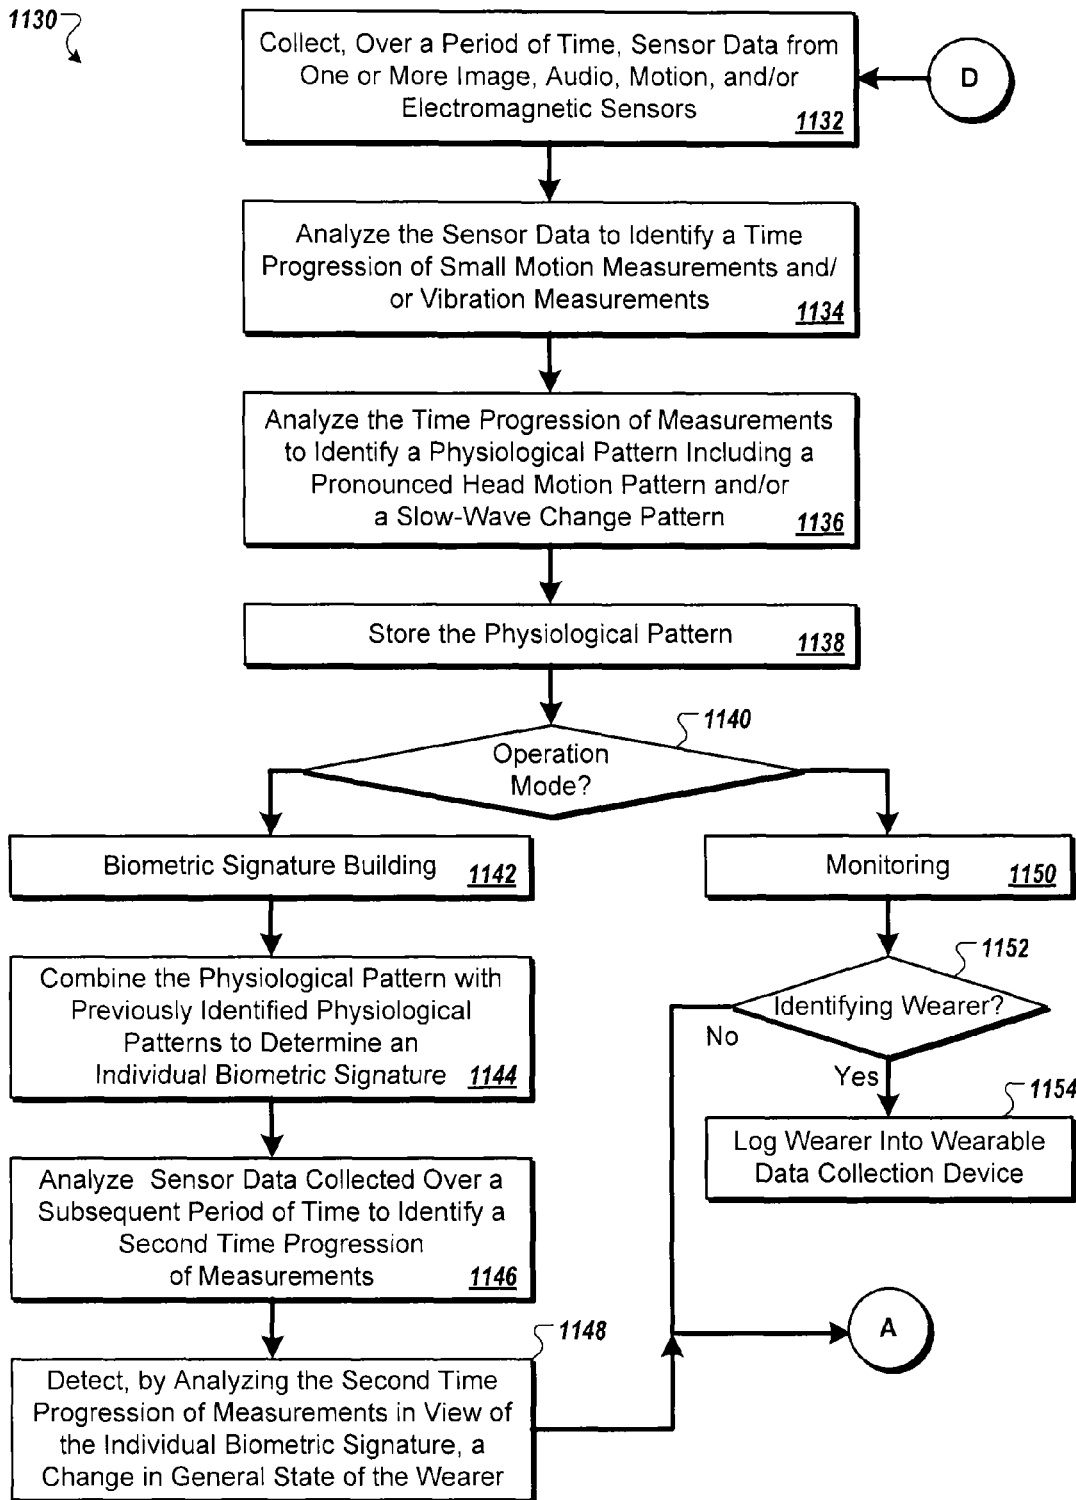 1130
Collect, Over a Period of Time, Sensor Data from
One or More Image, Audio, Motion, and/or
Electromagnetic Sensors
1132
D
Analyze the Sensor Data to Identify a Time
Progression of Small Motion Measurements and/
or Vibration Measurements
1134
Analyze the Time Progression of Measurements
to Identify a Physiological Pattern Including a
Pronounced Head Motion Pattern and/or
a Slow-Wave Change Pattern
1136
Store the Physiological Pattern
1138
1140
Operation
Mode?
Biometric Signature Building
1142
Combine the Physiological Pattern with
Previously Identified Physiological
Patterns to Determine an
Individual Biometric Signature
1144
Analyze Sensor Data Collected Over a
Subsequent Period of Time to Identify a
Second Time Progression
of Measurements
1146
1148
Detect, by Analyzing the Second Time
Progression of Measurements in View of
the Individual Biometric Signature, a
Change in General State of the Wearer
Monitoring
1150
1152
Identifying Wearer?
No
Yes
1154
Log Wearer Into Wearable
Data Collection Device
A